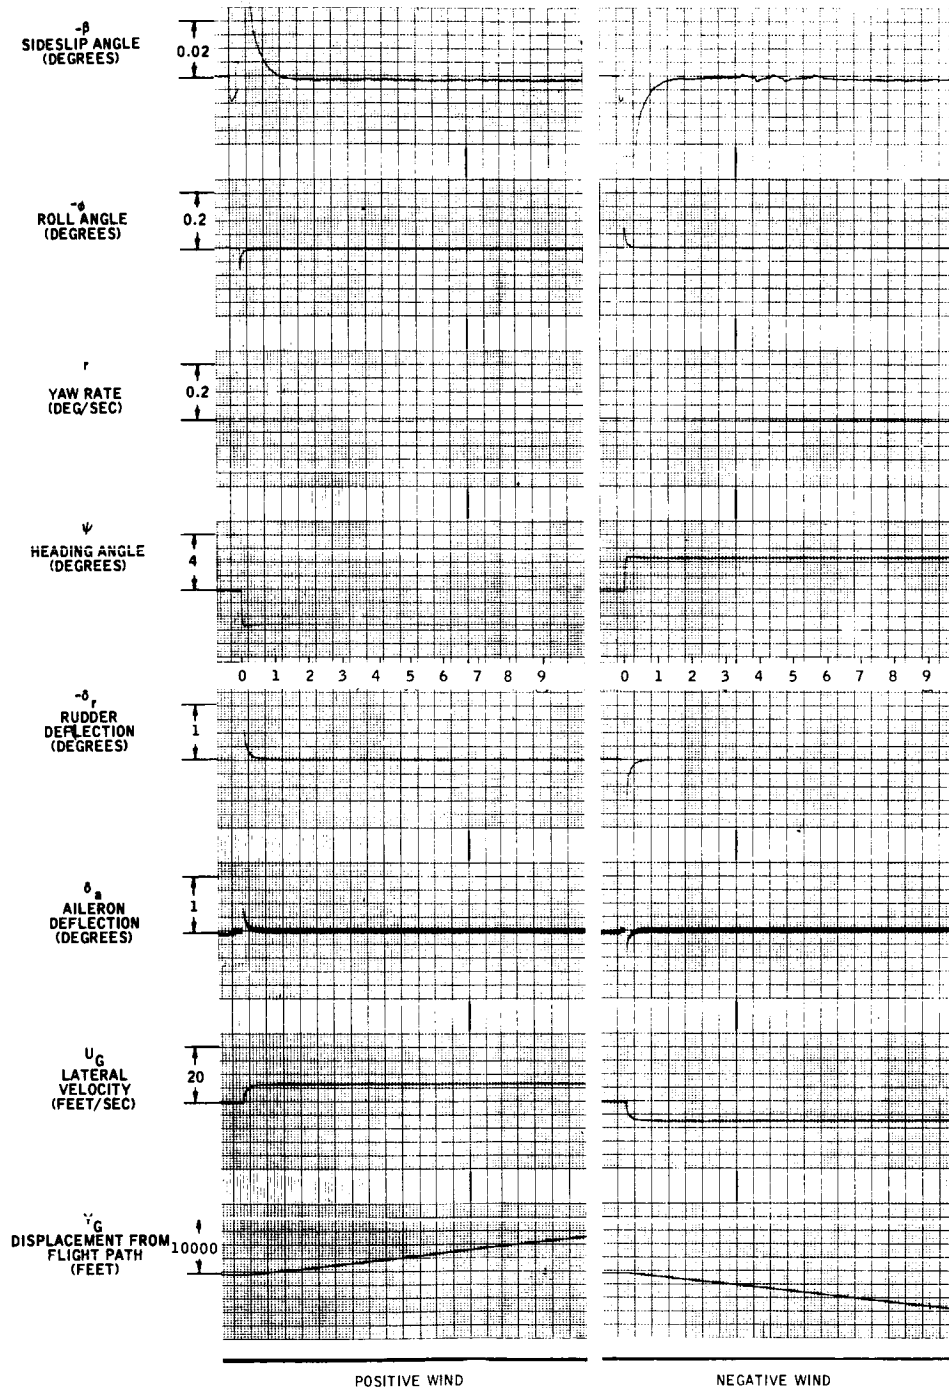 -β
SIDESLIP ANGLE
(DEGREES)
0.02
-φ
ROLL ANGLE
(DEGREES)
0.2
r
YAW RATE
(DEG/SEC)
0.2
ψ
HEADING ANGLE
(DEGREES)
4
0 1 2 3 4 5 6 7 8 9
0 1 2 3 4 5 6 7 8 9
-δr
RUDDER
DEFLECTION
(DEGREES)
1
δa
AILERON
DEFLECTION
(DEGREES)
1
UG
LATERAL
VELOCITY
(FEET/SEC)
20
YG
DISPLACEMENT FROM
FLIGHT PATH
(FEET)
10000
POSITIVE WIND
NEGATIVE WIND